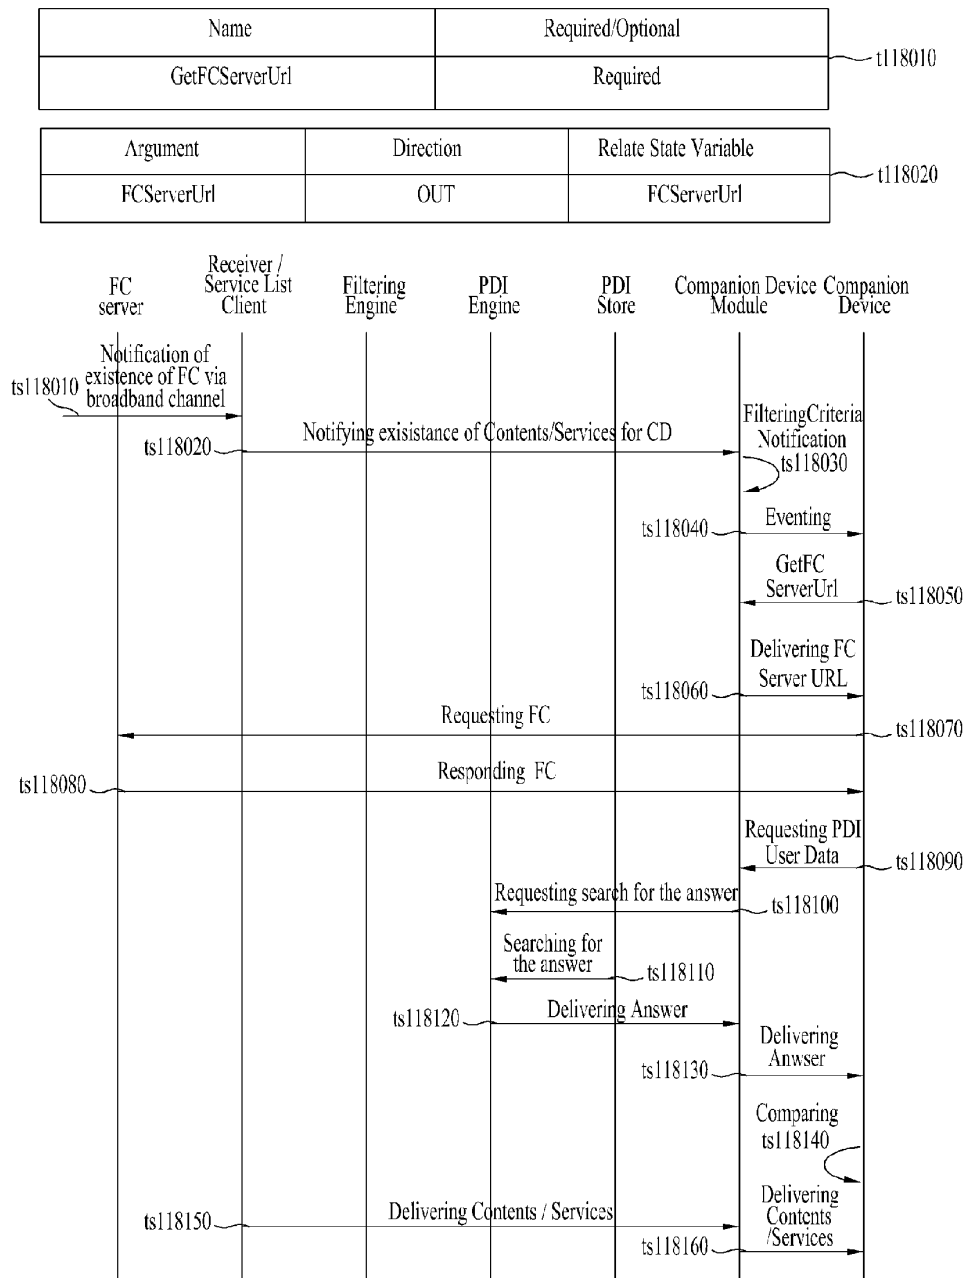 Name
Required/Optional
GetFCServerUrl
Required
t118010
Argument
Direction
Relate State Variable
FCServerUrl
OUT
FCServerUrl
t118020
FC
server
Receiver /
Service List
Client
Filtering
Engine
PDI
Engine
PDI
Store
Companion Device
Module
Companion
Device
Notification of
existence of FC via
broadband channel
ts118010
Notifying exisistance of Contents/Services for CD
ts118020
FilteringCriteria
Notification
ts118030
Eventing
ts118040
GetFC
ServerUrl
ts118050
Delivering FC
Server URL
ts118060
Requesting FC
ts118070
Responding FC
ts118080
Requesting PDI
User Data
ts118090
Requesting search for the answer
ts118100
Searching for
the answer
ts118110
Delivering Answer
ts118120
Delivering
Anwser
ts118130
Comparing
ts118140
Delivering Contents / Services
ts118150
Delivering
Contents
/Services
ts118160